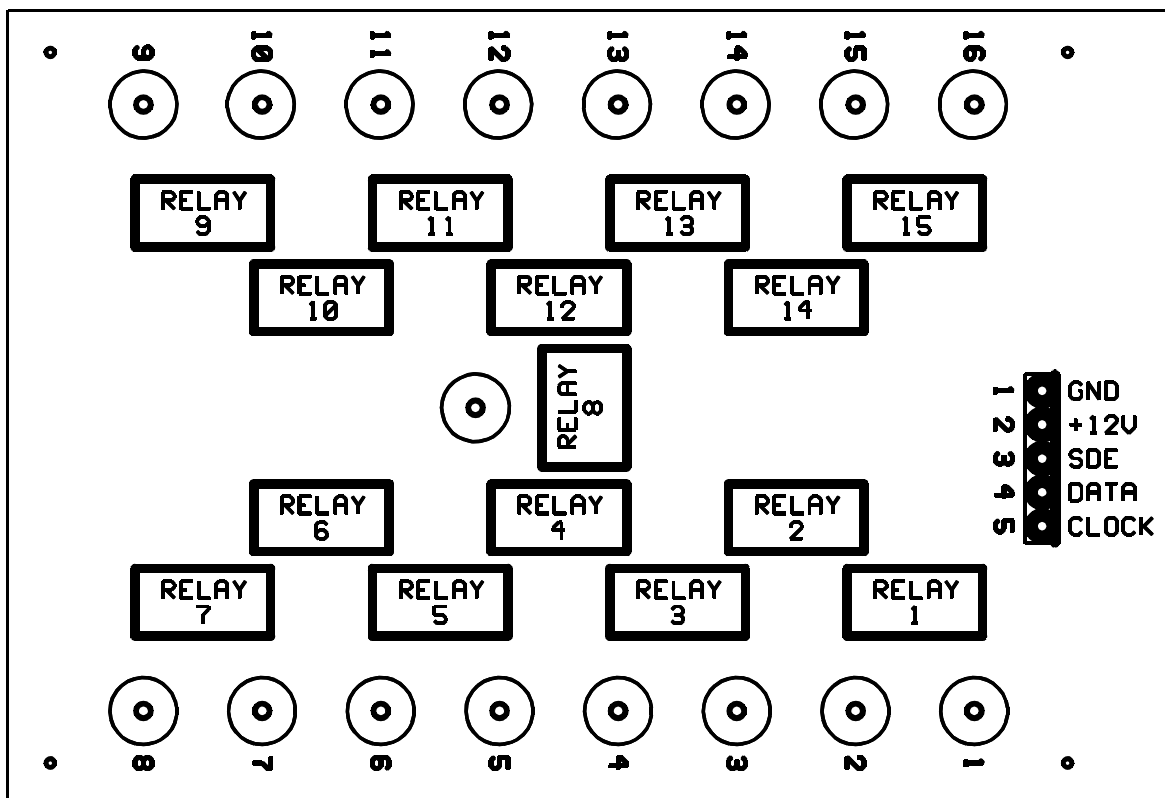 9 10 11 12 13 14 15 16
RELAY 9
RELAY 11
RELAY 13
RELAY 15
RELAY 10
RELAY 12
RELAY 14
RELAY 8
1 GND
2 +12V
3 SDE
4 DATA
5 CLOCK
RELAY 6
RELAY 4
RELAY 2
RELAY 7
RELAY 5
RELAY 3
RELAY 1
8 7 6 5 4 3 2 1